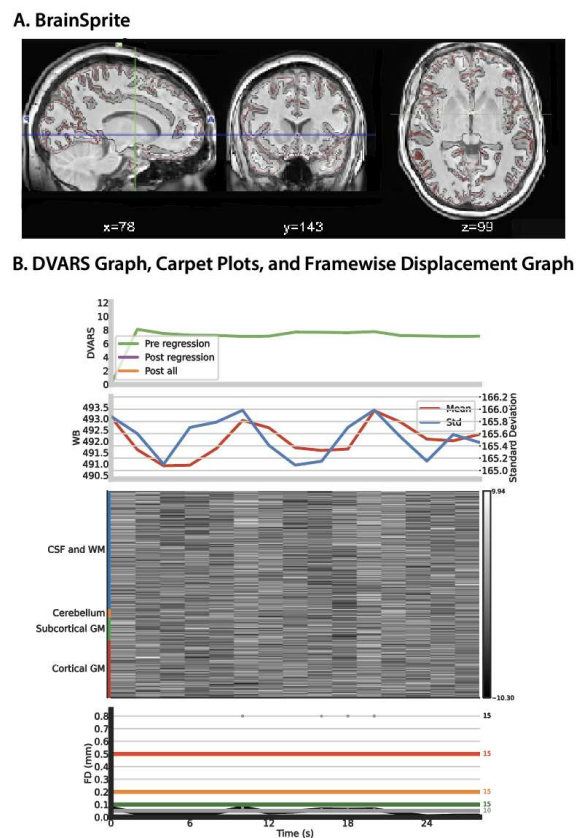 A. BrainSprite
A
x=78
y=143
z=99
B. DVARS Graph, Carpet Plots, and Framewise Displacement Graph
DVARS
12
10
8
6
4
2
0
Pre regression
Post regression
Post all
WB
493.5
493.0
492.5
492.0
491.5
491.0
490.5
Mean
Std
166.2
166.0
165.8
165.6
165.4
165.2
165.0
Standard Deviation
CSF and WM
Cerebellum
Subcortical GM
Cortical GM
9.94
−10.30
FD (mm)
0.8
0.7
0.6
0.5
0.4
0.3
0.2
0.1
0.0
15
15
15
15
10
0
6
12
18
24
Time (s)